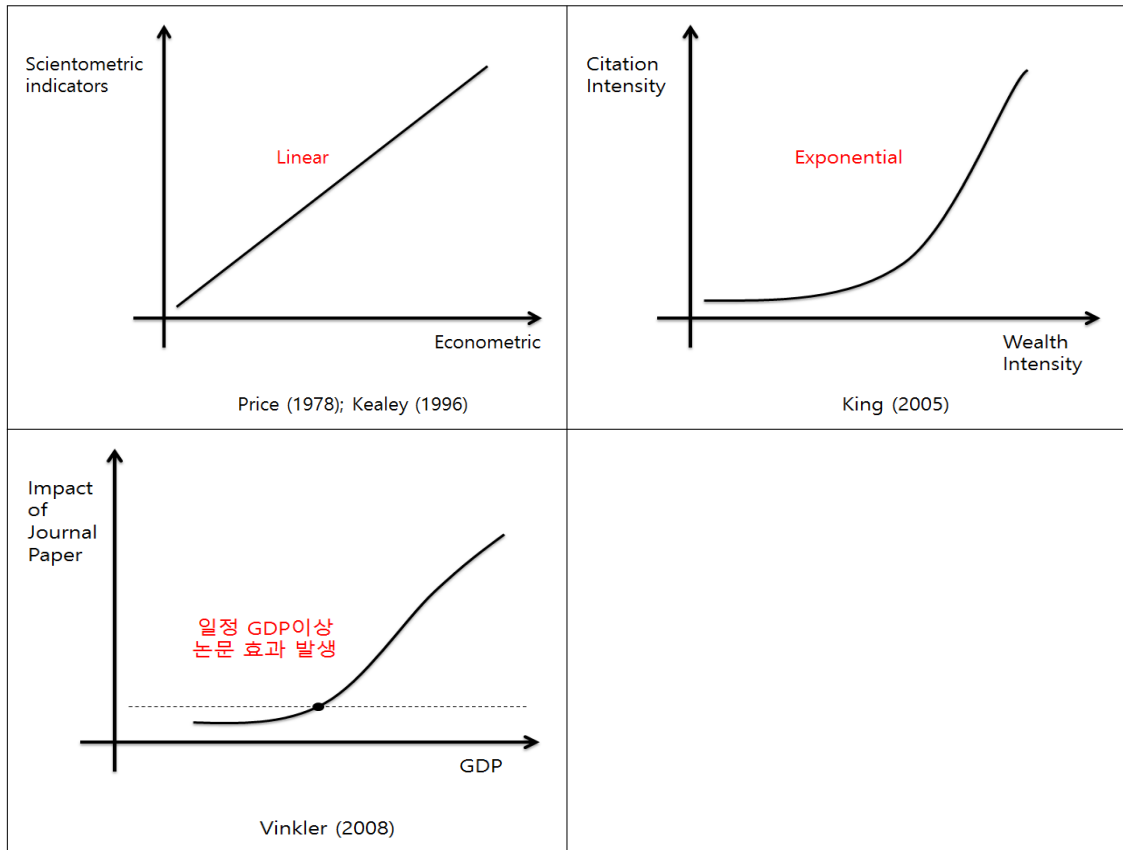 Scientometric
indicators
Linear
Econometric
Price (1978); Kealey (1996)
Citation
Intensity
Exponential
Wealth
Intensity
King (2005)
Impact
of
Journal
Paper
일정 GDP이상
논문 효과 발생
GDP
Vinkler (2008)